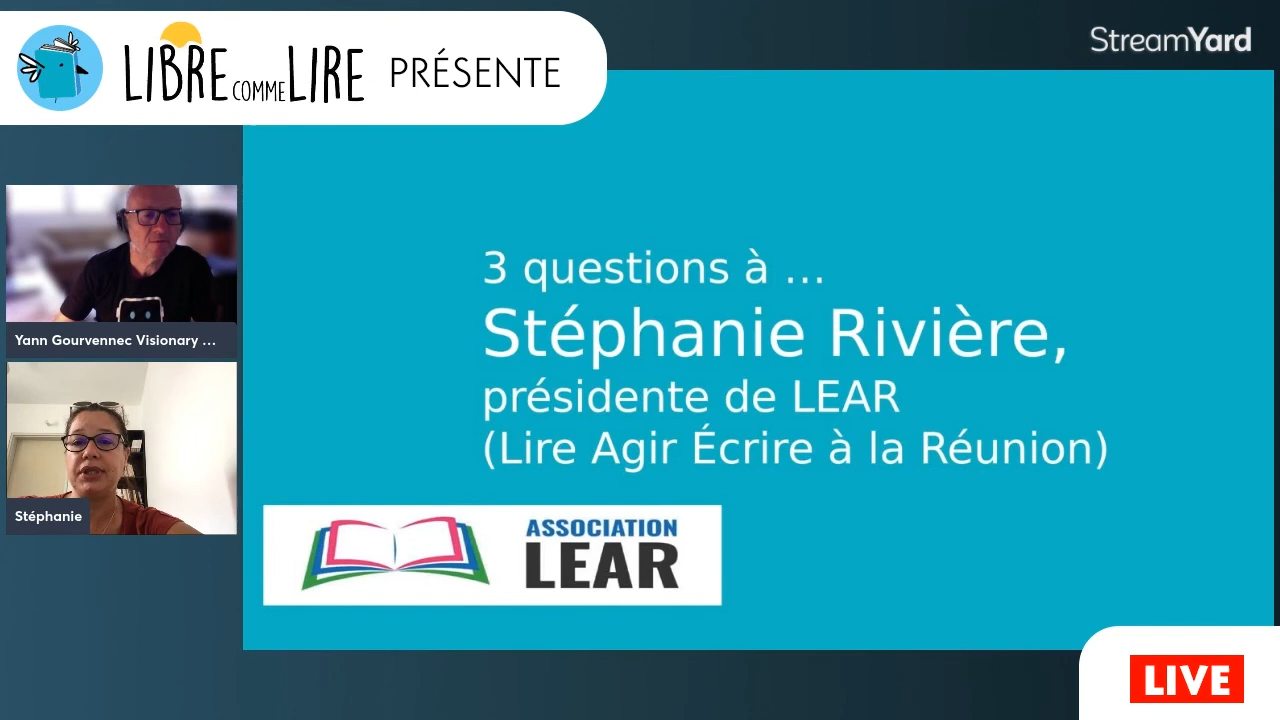 LIBRE COMME LIRE PRÉSENTE
StreamYard
3 questions à ...
Stéphanie Rivière,
présidente de LEAR
(Lire Agir Écrire à la Réunion)
Yann Gourvennec Visionary ...
Stéphanie
ASSOCIATION
LEAR
LIVE